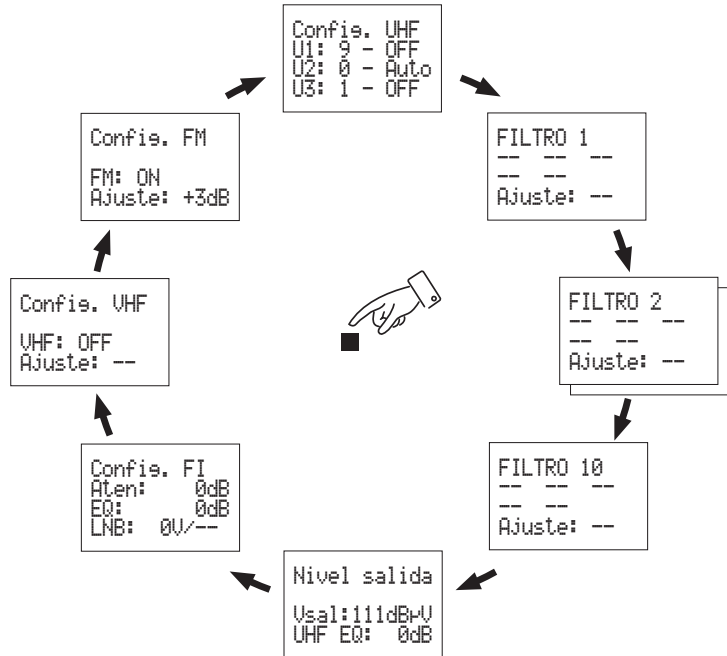 Config. UHF
U1: 9 - OFF
U2: 0 - Auto
U3: 1 - OFF
FILTRO 1
-- -- --
-- --
Ajuste: --
FILTRO 2
-- -- --
-- --
Ajuste: --
FILTRO 10
-- -- --
-- --
Ajuste: --
Nivel salida
Vsal:111dBµV
UHF EQ: 0dB
Config. FI
Aten: 0dB
EQ: 0dB
LNB: 0V/--
Config. VHF
VHF: OFF
Ajuste: --
Config. FM
FM: ON
Ajuste: +3dB